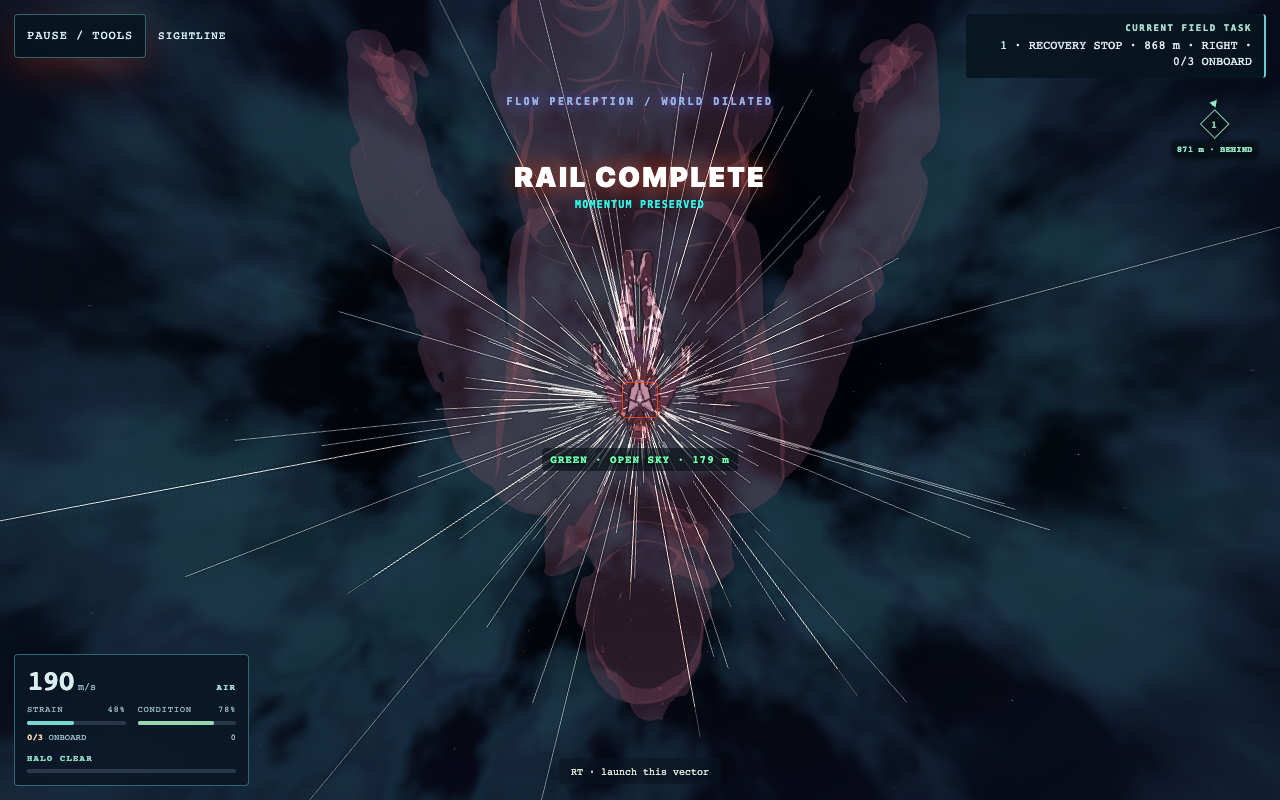 PAUSE / TOOLS
SIGHTLINE
CURRENT FIELD TASK
1 · RECOVERY STOP · 868 m · RIGHT ·
0/3 ONBOARD
FLOW PERCEPTION / WORLD DILATED
1
871 m · BEHIND
RAIL COMPLETE
MOMENTUM PRESERVED
GREEN · OPEN SKY · 179 m
190 m/s AIR
STRAIN 48% CONDITION 78%
0/3 ONBOARD 0
HALO CLEAR
RT · launch this vector